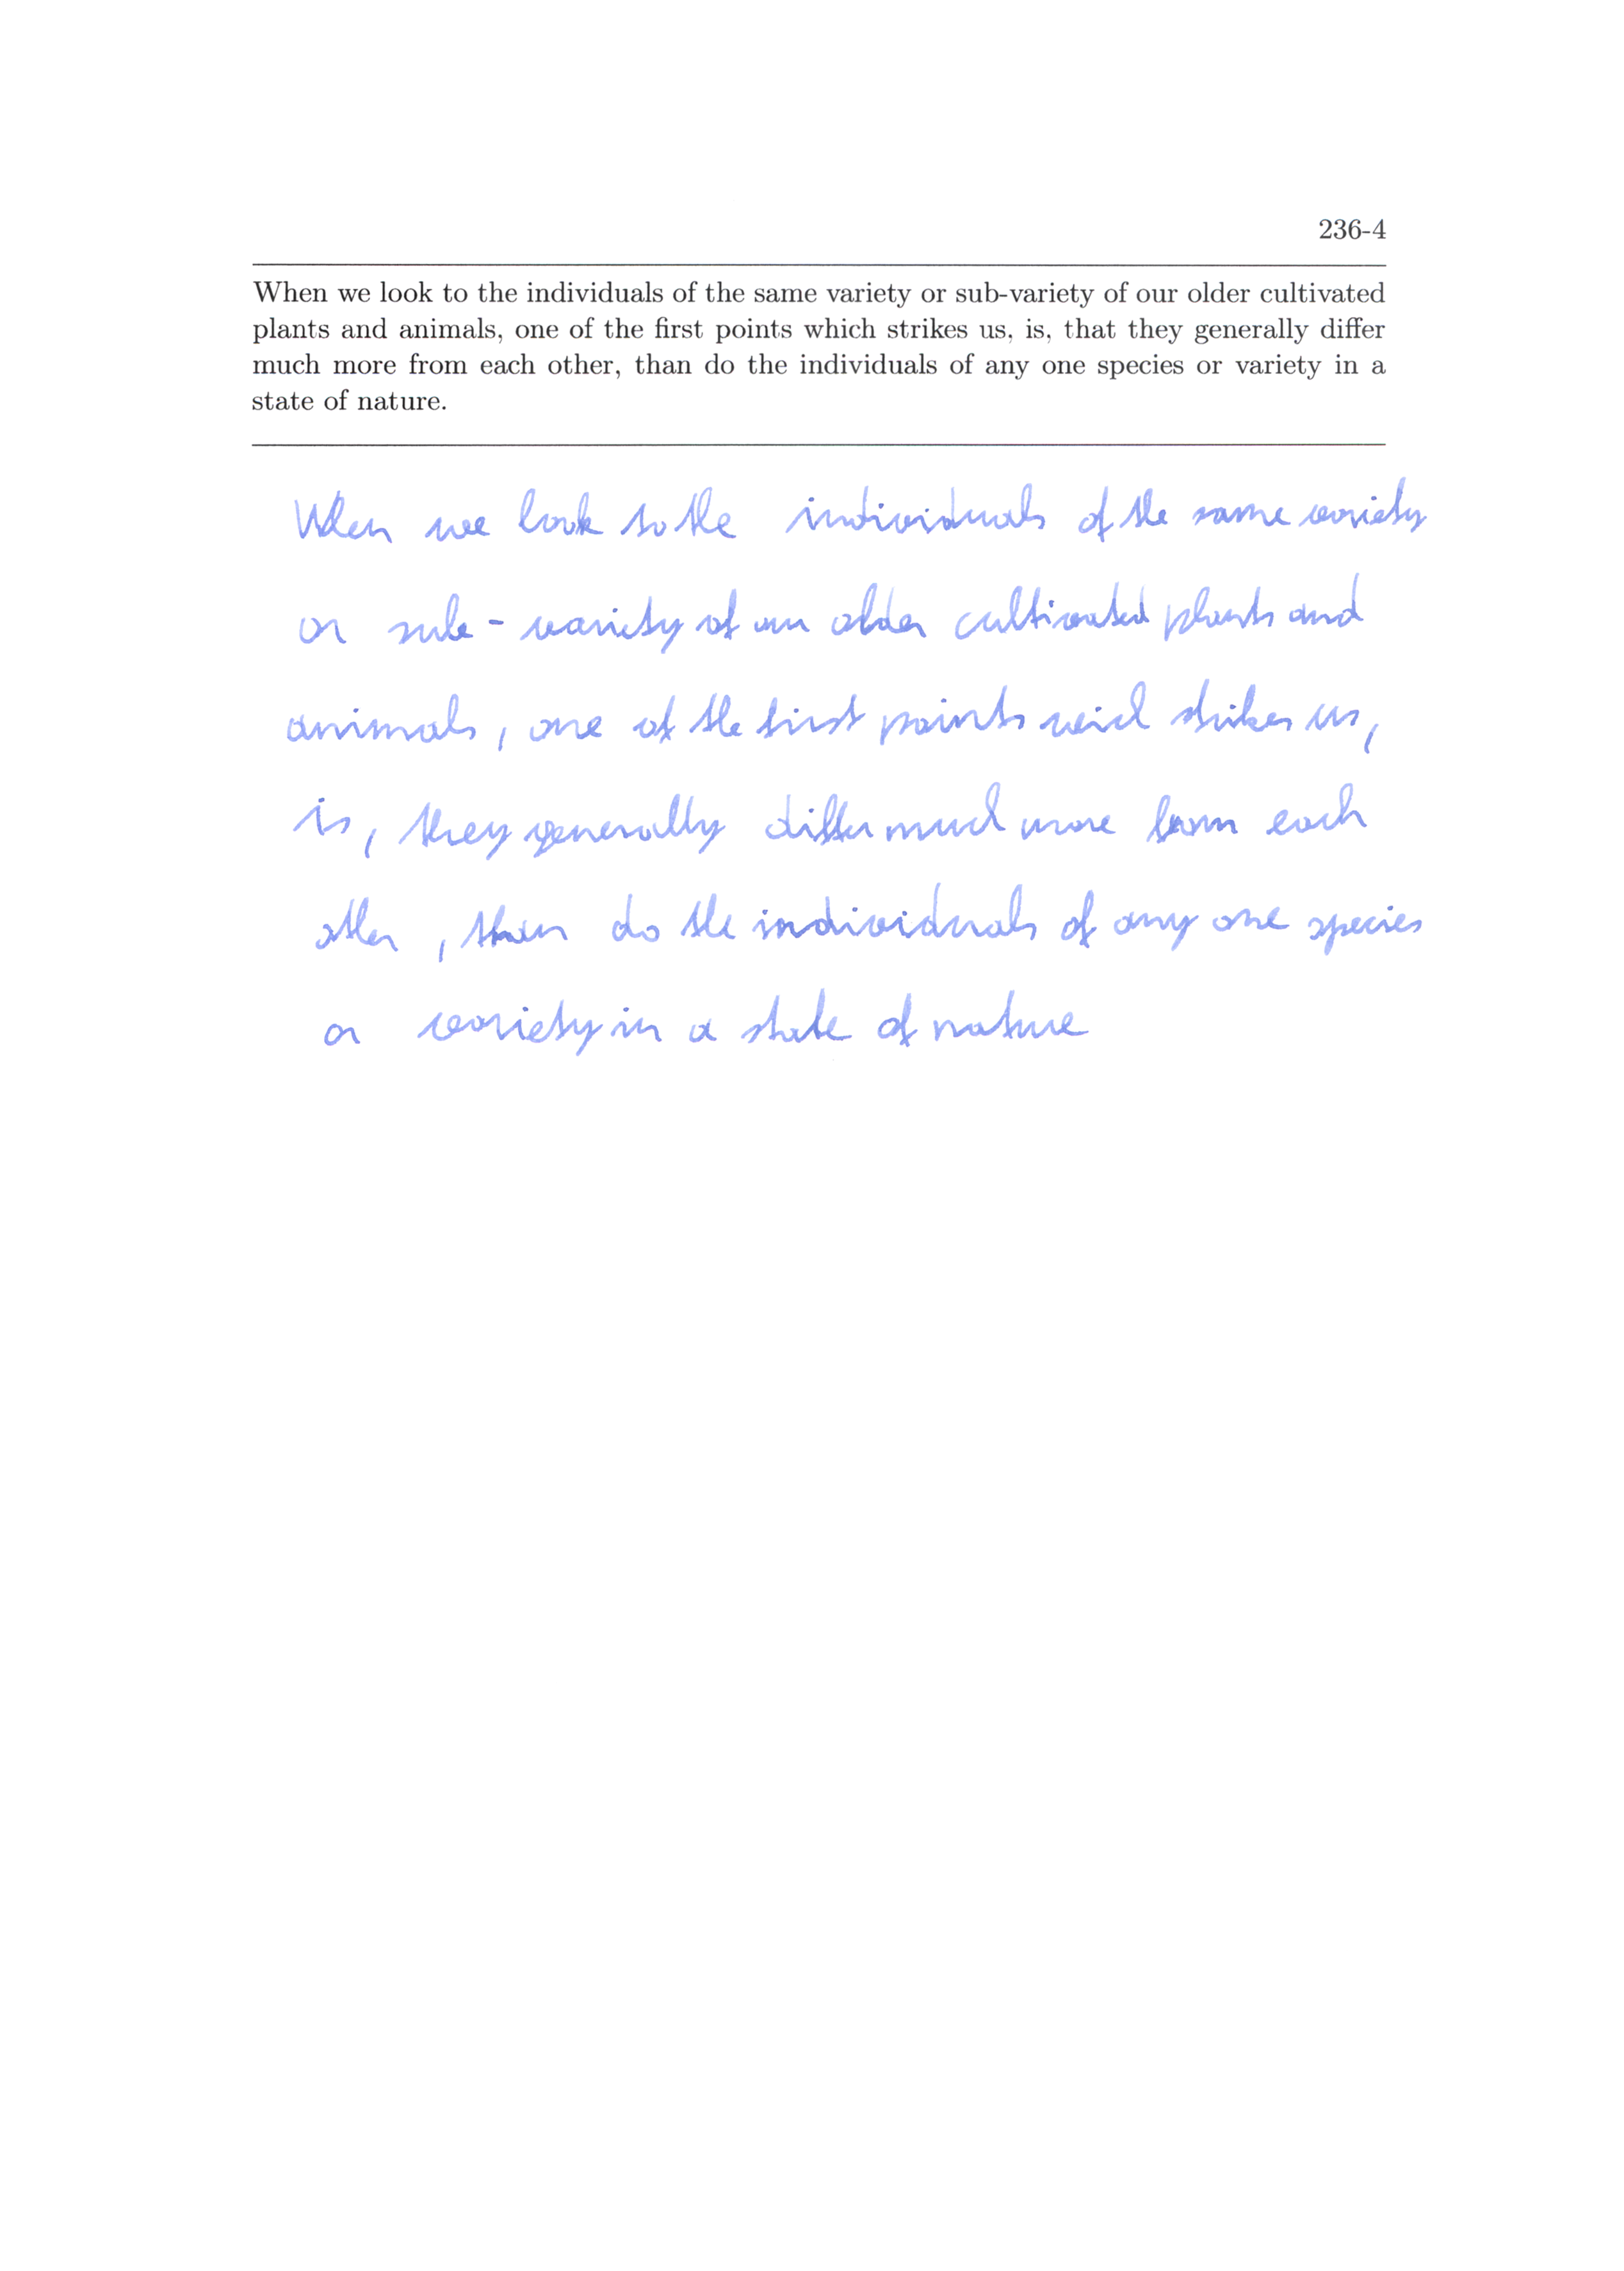 236-4
When we look to the individuals of the same variety or sub-variety of our older cultivated
plants and animals, one of the first points which strikes us, is, that they generally differ
much more from each other, than do the individuals of any one species or variety in a
state of nature.
When we look to the individuals of the same variety
or sub-variety of our older cultivated plants and
animals, one of the first points wich strikes us,
is, they generally differ much more from each
other, than do the individuals of any one species
or variety in a state of nature